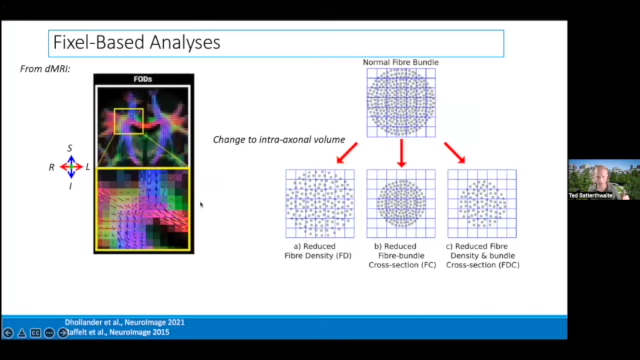 Fixel-Based Analyses
From dMRI:
FODs
S
R
L
I
Change to intra-axonal volume
Normal Fibre Bundle
a) Reduced
Fibre Density (FD)
b) Reduced
Fibre-bundle
Cross-section (FC)
c) Reduced Fibre
Density & bundle
Cross-section (FDC)
Ted Satterthwaite
Dhollander et al., NeuroImage 2021
Raffelt et al., NeuroImage 2015